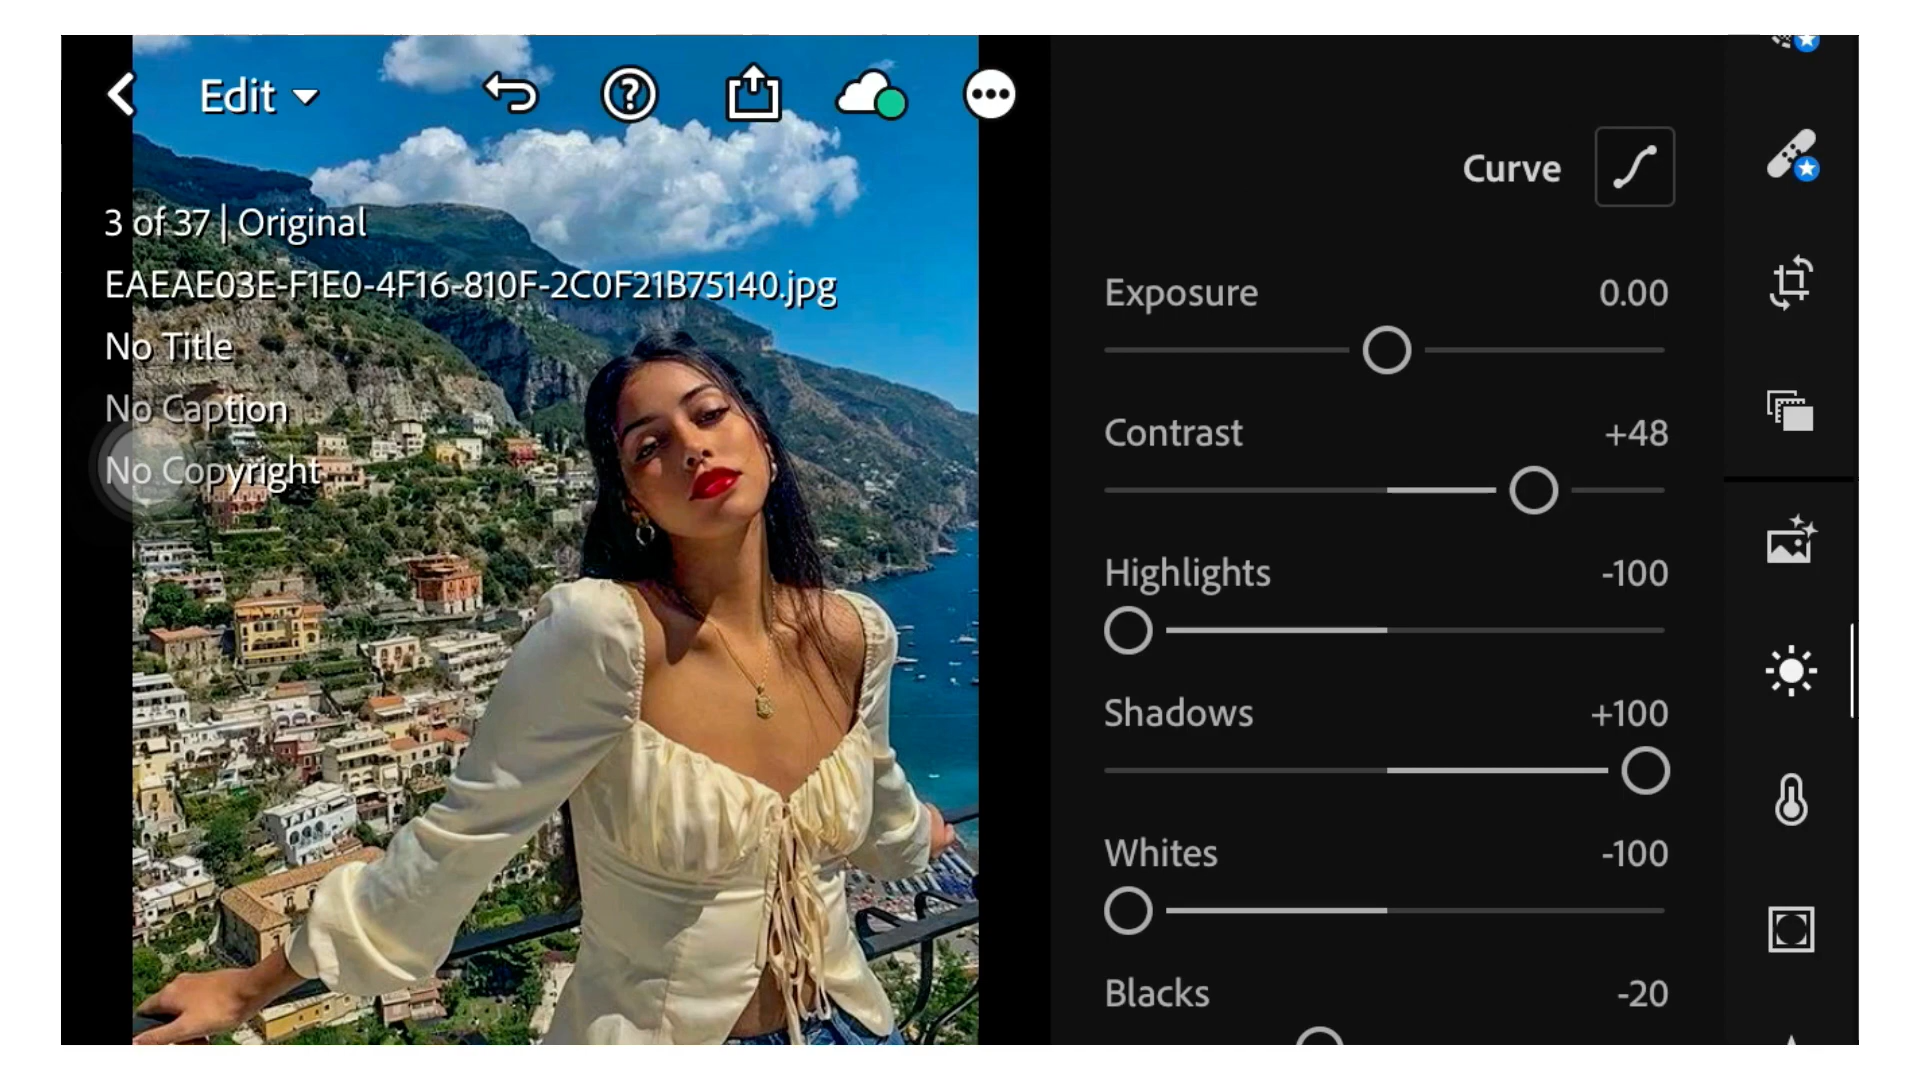 Edit
3 of 37 | Original
EAEAE03E-F1E0-4F16-810F-2C0F21B75140.jpg
No Title
No Caption
No Copyright
Curve
Exposure 0.00
Contrast +48
Highlights -100
Shadows +100
Whites -100
Blacks -20